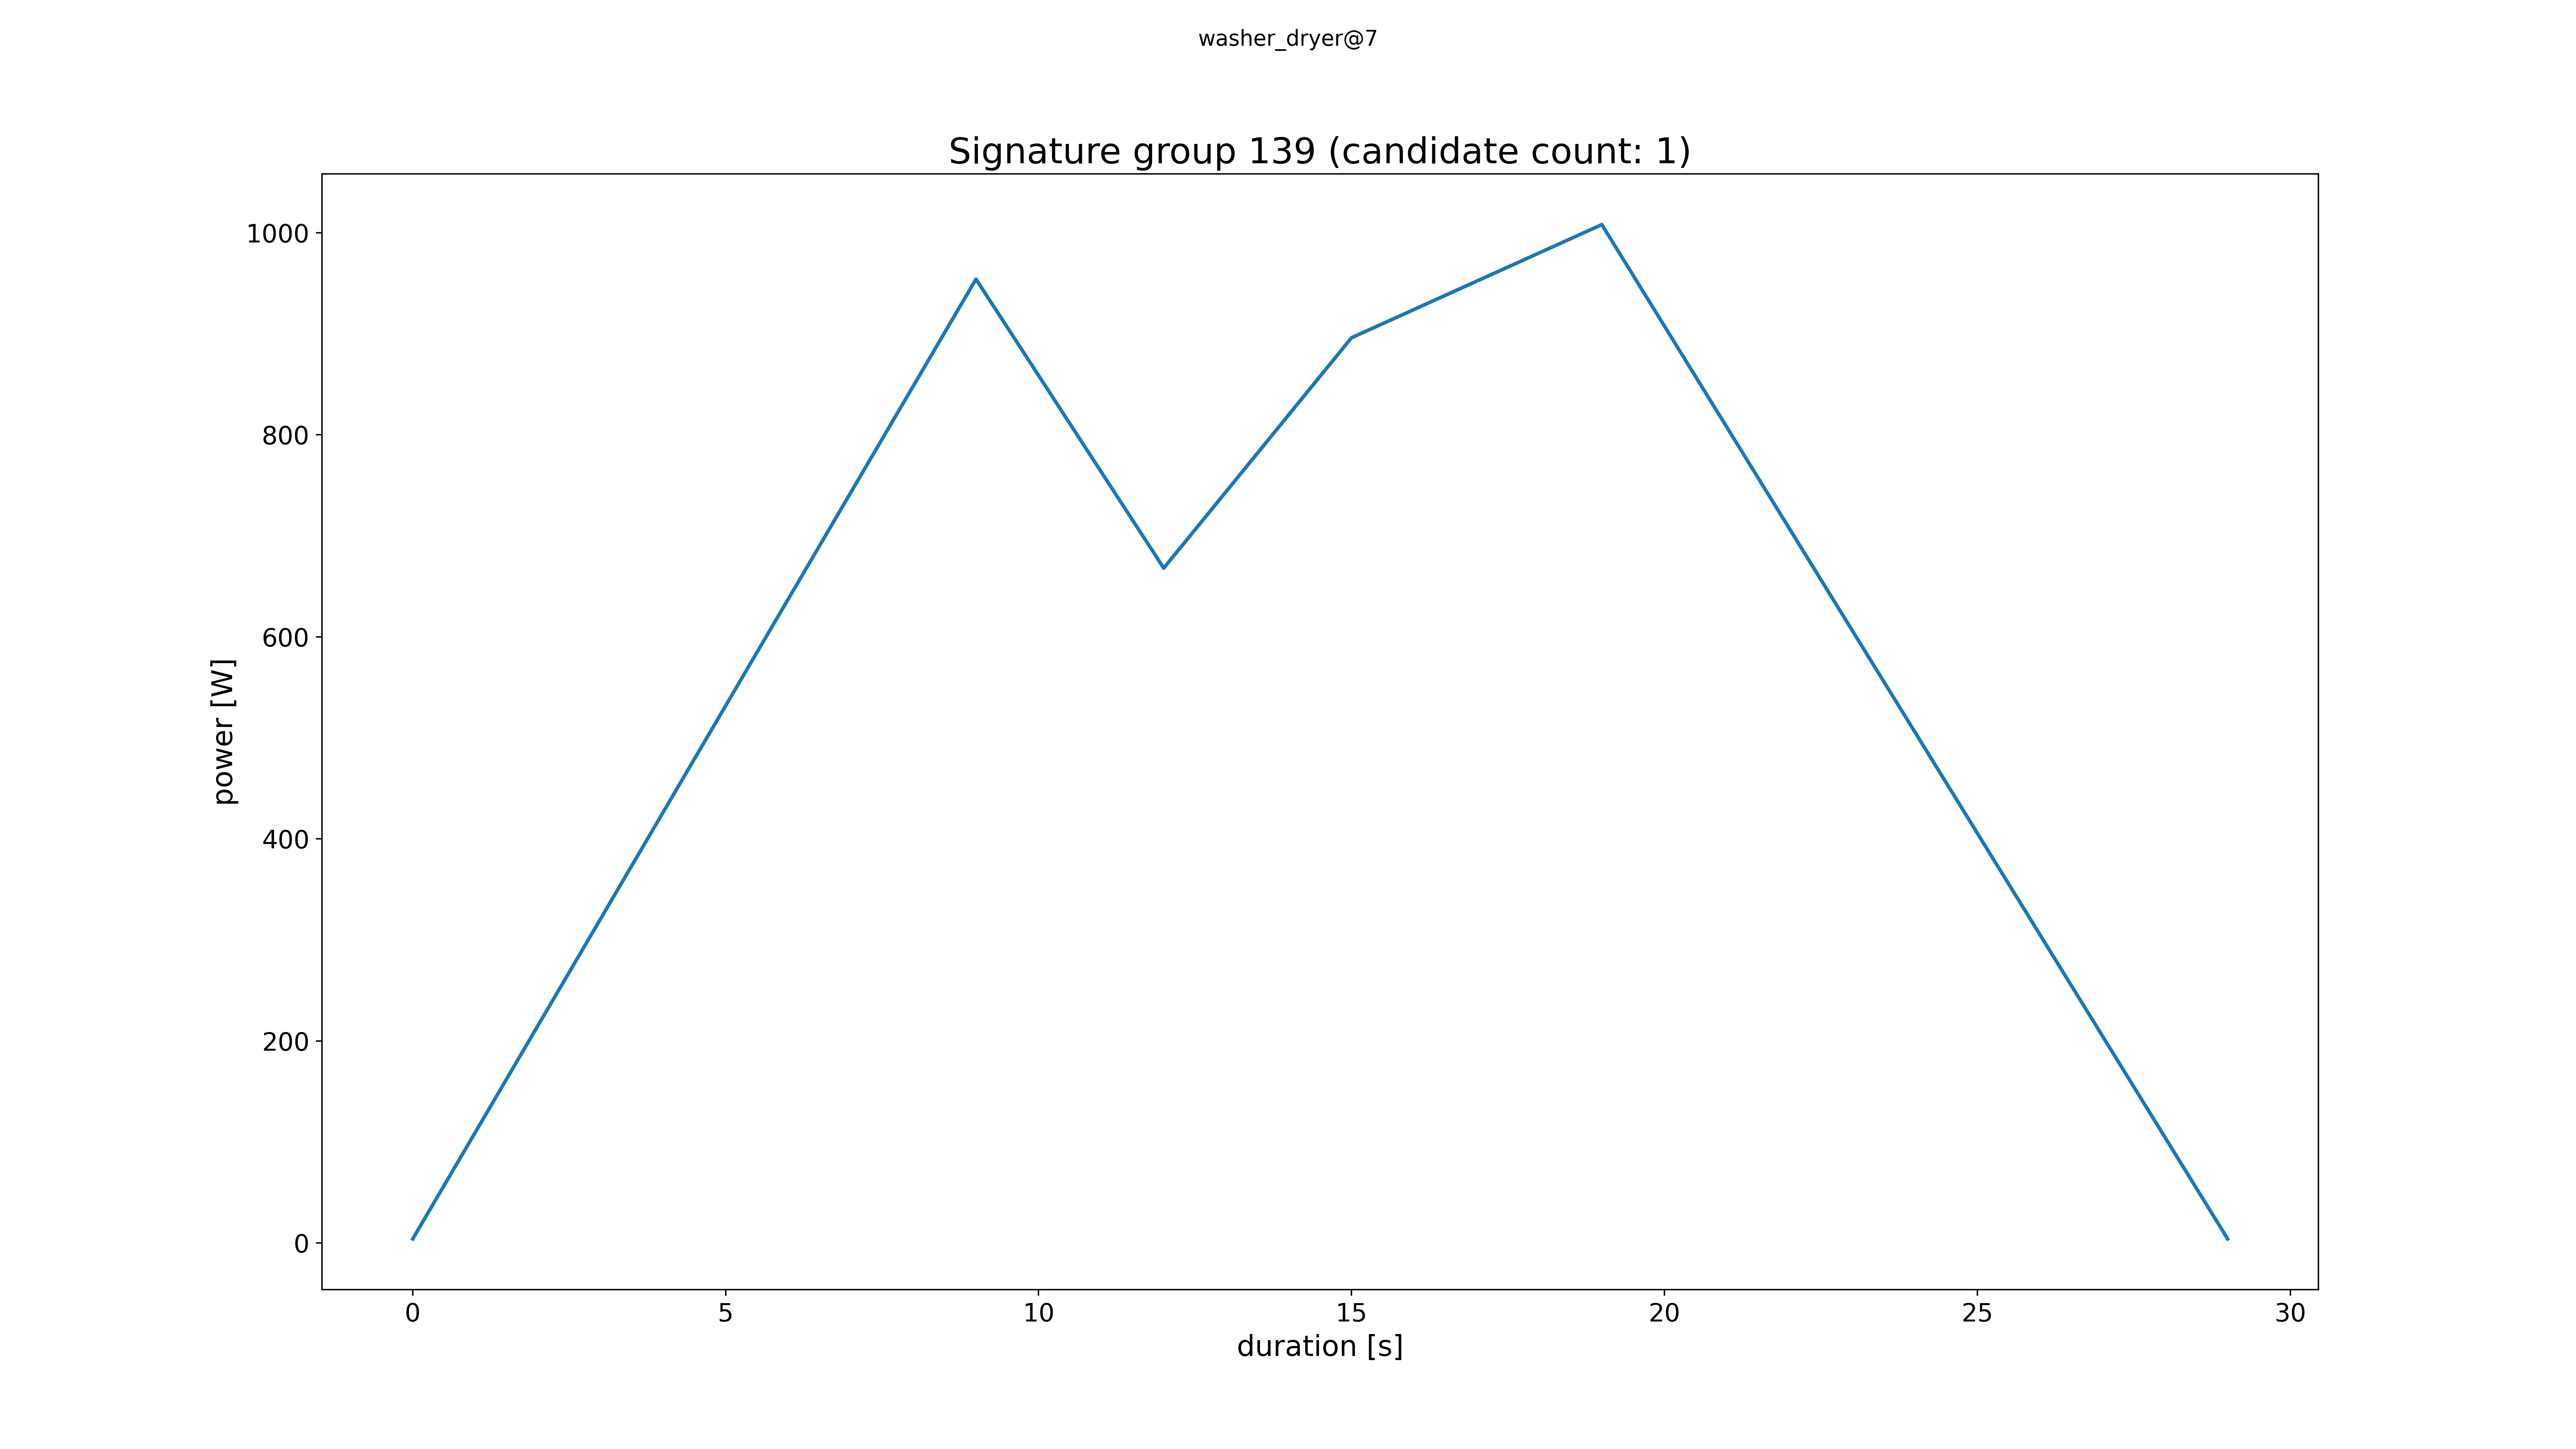 washer_dryer@7
Signature group 139 (candidate count: 1)
1000
800
600
400
200
0
power [W]
0 5 10 15 20 25 30
duration [s]